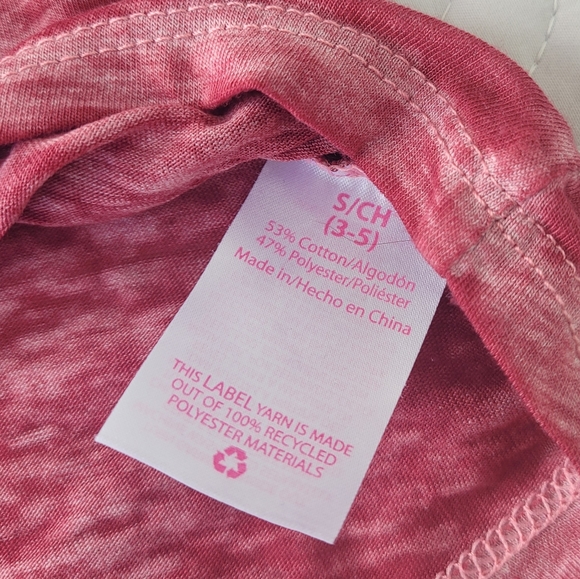 S/CH
(3-5)
53% Cotton/Algodón
47% Polyester/Poliéster
Made in/Hecho en China
THIS LABEL YARN IS MADE
OUT OF 100% RECYCLED
POLYESTER MATERIALS